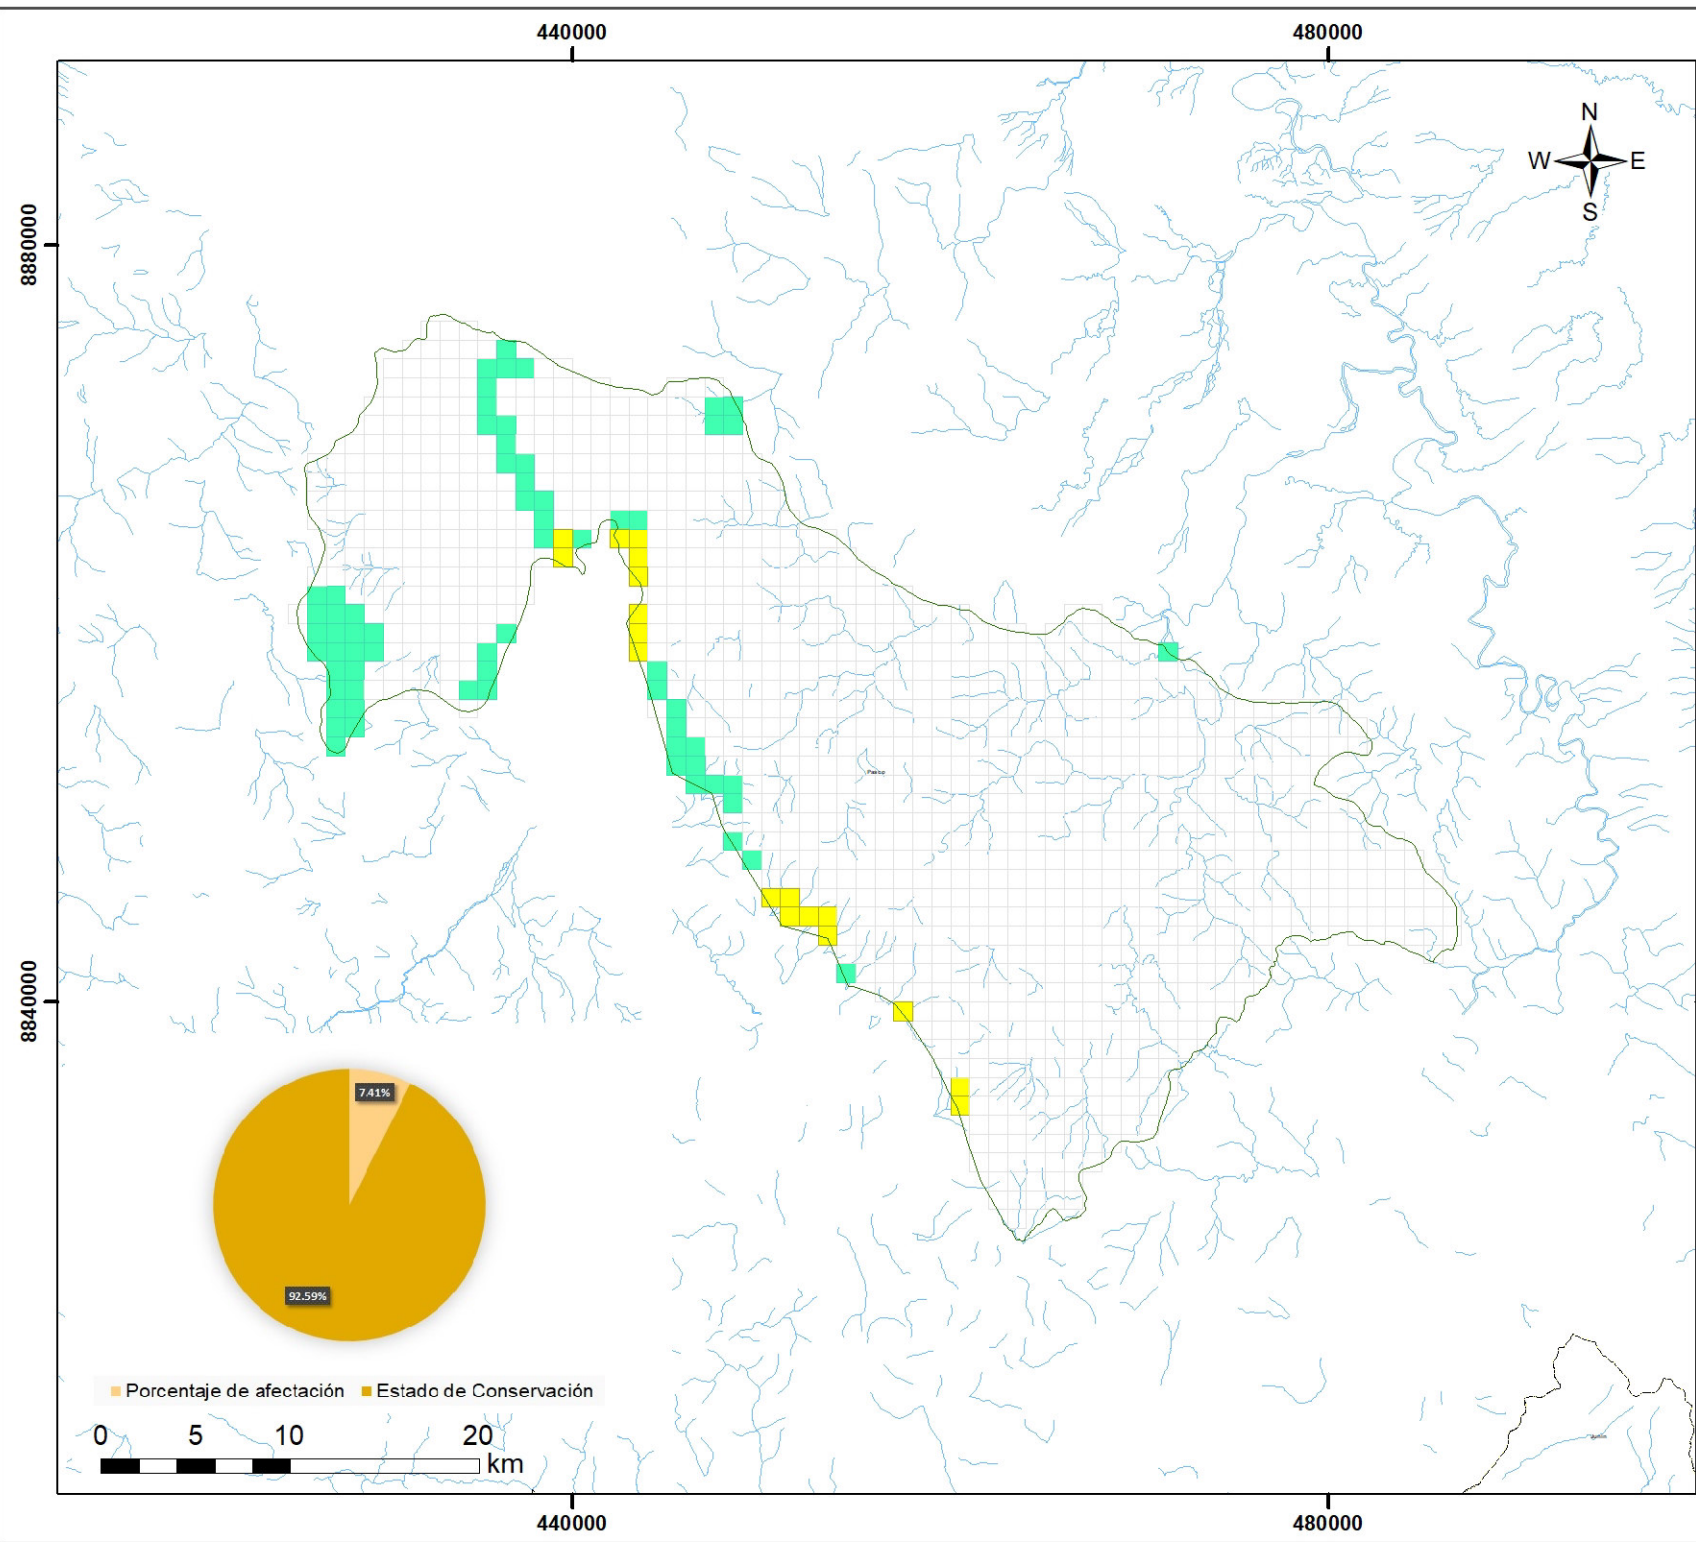 440000 480000
N
W E
S
8880000
8840000
7.41%
92.59%
Porcentaje de afectación Estado de Conservación
0 5 10 20
km
440000 480000